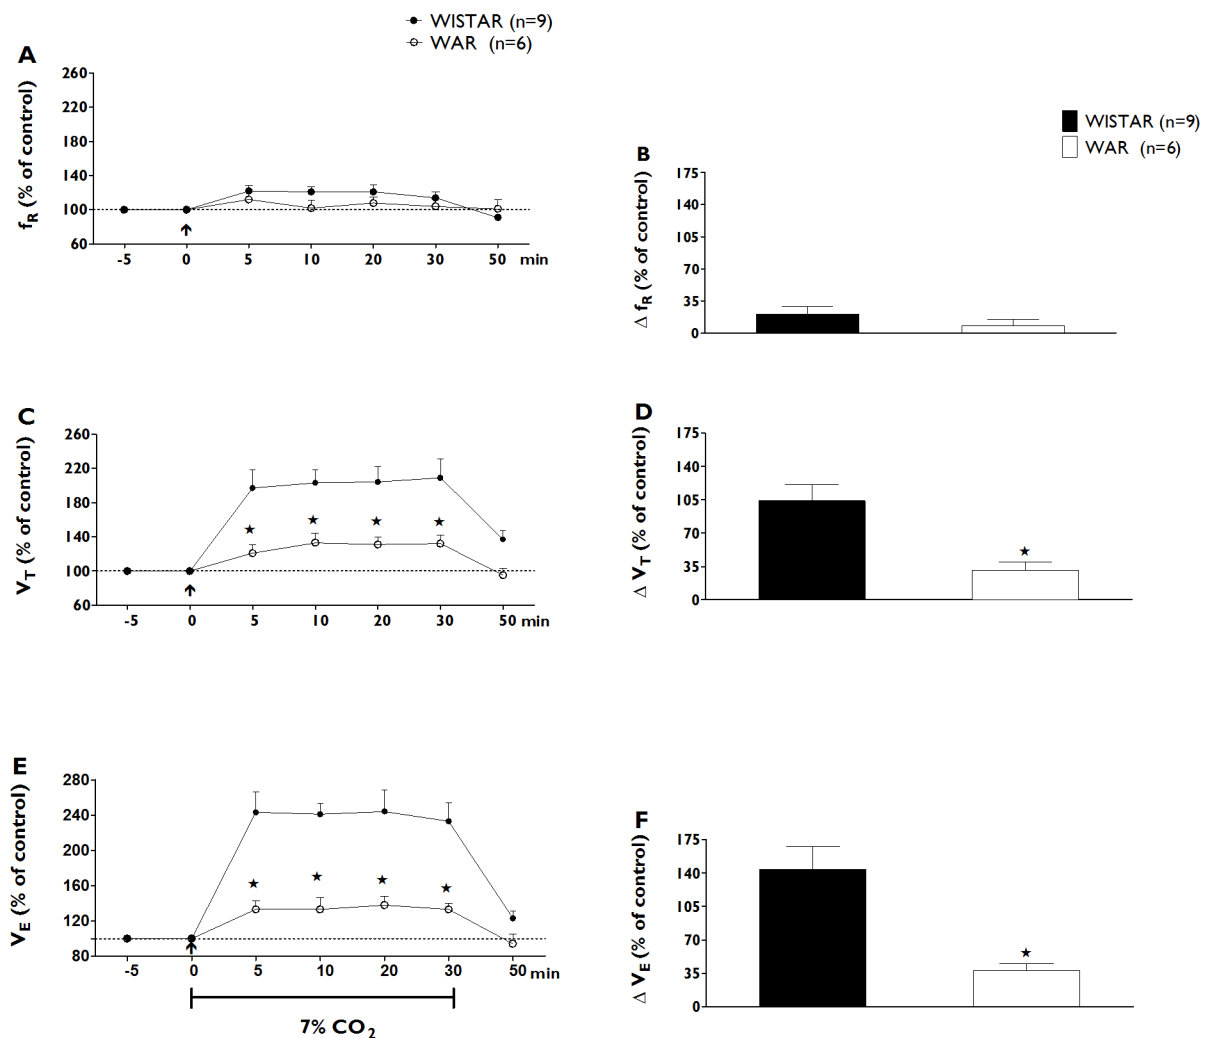 WISTAR (n=9)
WAR (n=6)
A
fR (% of control)
260
220
180
140
100
60
-5 0 5 10 20 30 50 min
WISTAR (n=9)
WAR (n=6)
B
Δ fR (% of control)
175
140
105
70
35
0
C
VT (% of control)
260
220
180
140
100
60
-5 0 5 10 20 30 50 min
D
Δ VT (% of control)
175
140
105
70
35
0
E
VE (% of control)
280
240
200
160
120
80
-5 0 5 10 20 30 50 min
7% CO2
F
Δ VE (% of control)
175
140
105
70
35
0